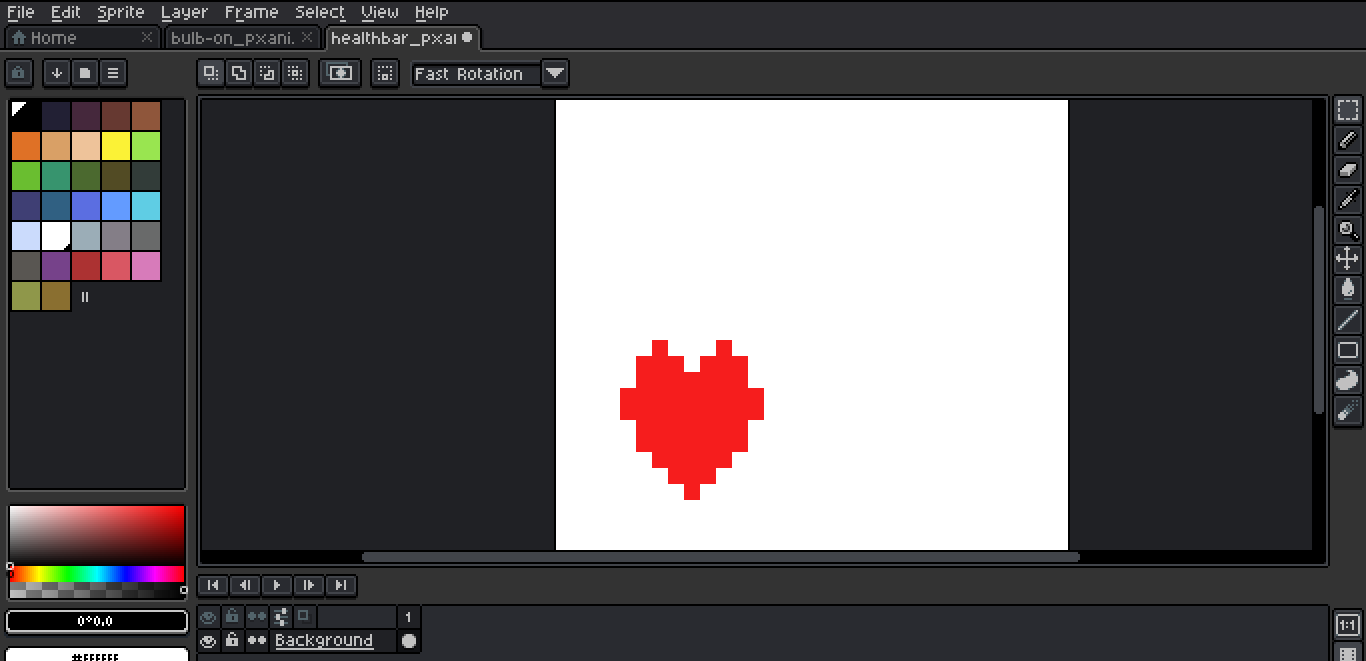 File Edit Sprite Layer Frame Select View Help
Home bulb-on_pxani. healthbar_pxai
Fast Rotation
0°0,0
1
Background
1:1
#FFFFFF